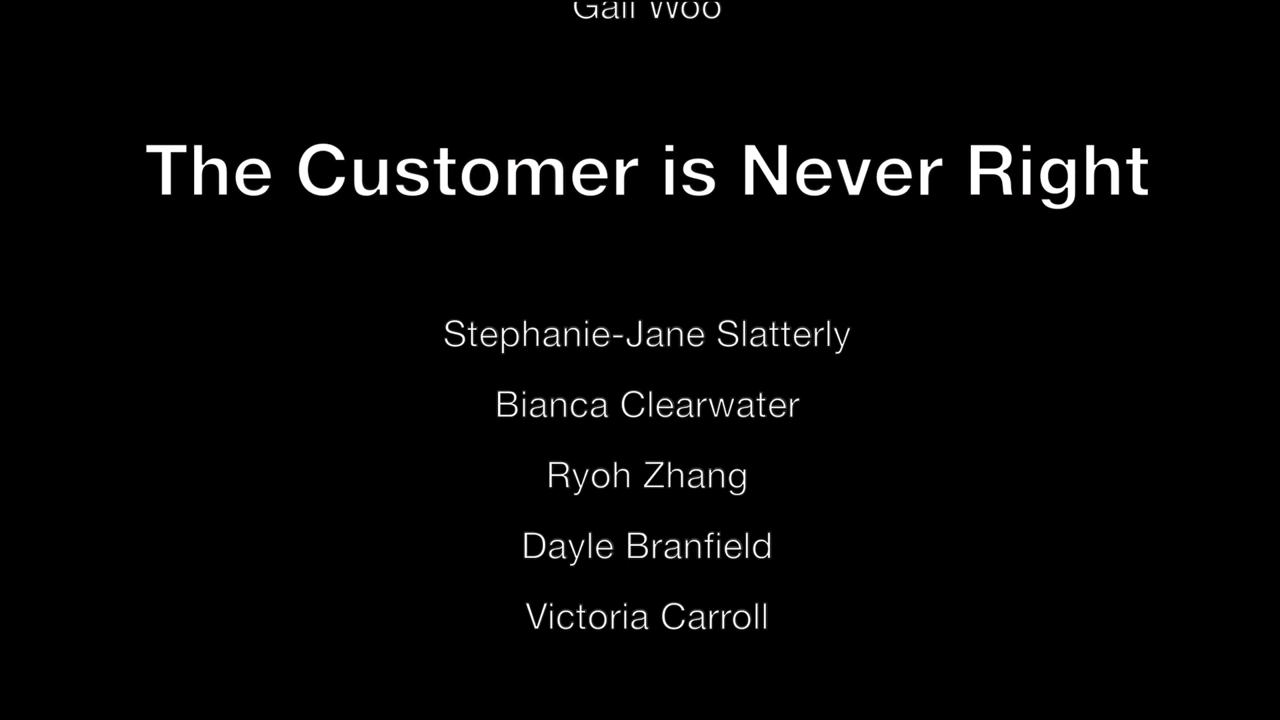 Gail Woo
The Customer is Never Right
Stephanie-Jane Slatterly
Bianca Clearwater
Ryoh Zhang
Dayle Branfield
Victoria Carroll